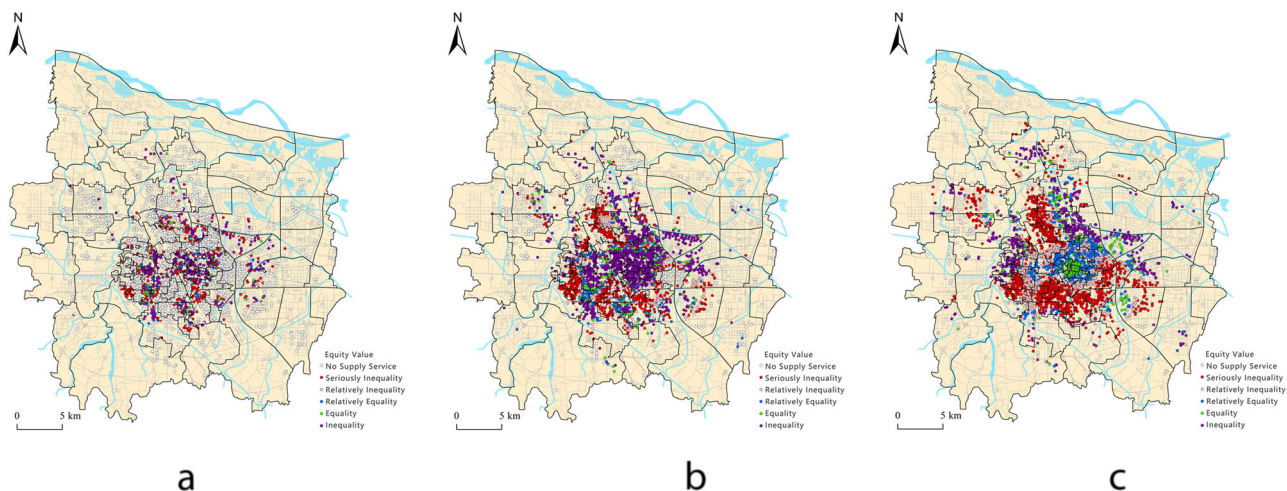 N
N
N
Equity Value
No Supply Service
Seriously Inequality
Relatively Inequality
Relatively Equality
Equality
Inequality
0 5 km
Equity Value
No Supply Service
Seriously Inequality
Relatively Inequality
Relatively Equality
Equality
Inequality
0 5 km
Equity Value
No Supply Service
Seriously Inequality
Relatively Inequality
Relatively Equality
Equality
Inequality
0 5 km
a
b
c